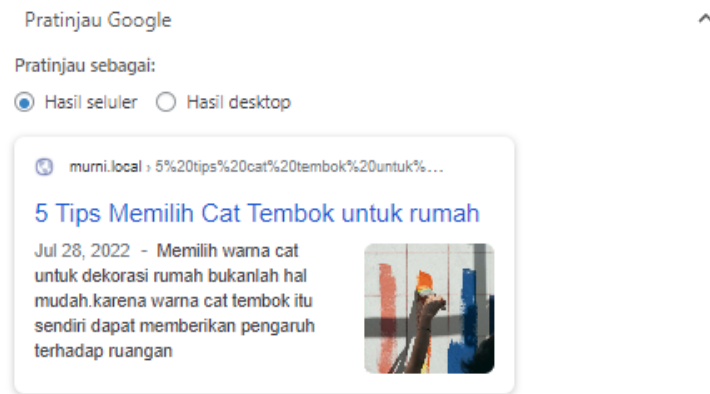 Pratinjau Google
Pratinjau sebagai:
Hasil seluler Hasil desktop
murni.local › 5%20tips%20cat%20tembok%20untuk%...
5 Tips Memilih Cat Tembok untuk rumah
Jul 28, 2022 - Memilih warna cat
untuk dekorasi rumah bukanlah hal
mudah.karena warna cat tembok itu
sendiri dapat memberikan pengaruh
terhadap ruangan